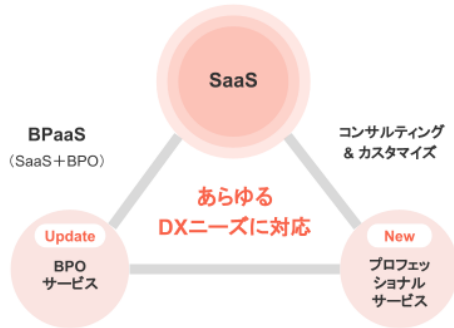 SaaS
BPaaS
（SaaS＋BPO）
コンサルティング
& カスタマイズ
あらゆる
DXニーズに対応
Update
BPO
サービス
New
プロフェッ
ショナル
サービス